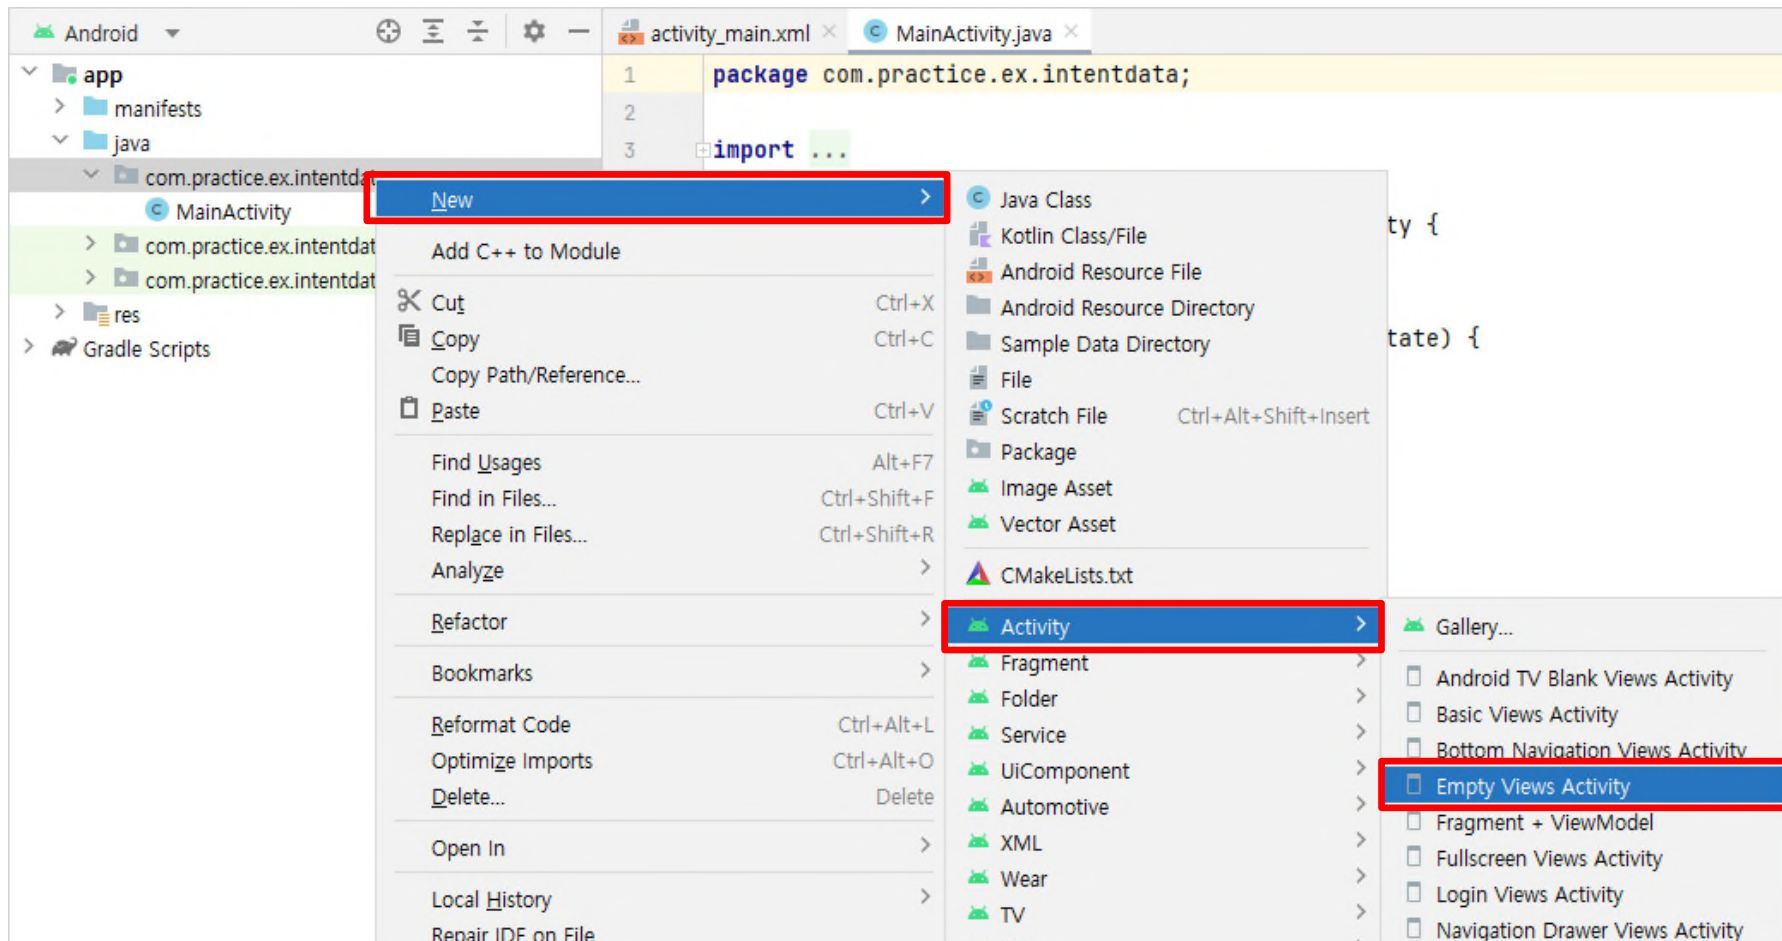 Android
activity_main.xml
MainActivity.java
app
manifests
java
com.practice.ex.intentdat
MainActivity
com.practice.ex.intentdat
com.practice.ex.intentdat
res
Gradle Scripts
1 package com.practice.ex.intentdata;
2
3 import ...
ty {
tate) {
New
Add C++ to Module
Cut Ctrl+X
Copy Ctrl+C
Copy Path/Reference...
Paste Ctrl+V
Find Usages Alt+F7
Find in Files... Ctrl+Shift+F
Replace in Files... Ctrl+Shift+R
Analyze
Refactor
Bookmarks
Reformat Code Ctrl+Alt+L
Optimize Imports Ctrl+Alt+O
Delete... Delete
Open In
Local History
Repair IDE on File
Java Class
Kotlin Class/File
Android Resource File
Android Resource Directory
Sample Data Directory
File
Scratch File Ctrl+Alt+Shift+Insert
Package
Image Asset
Vector Asset
CMakeLists.txt
Activity
Fragment
Folder
Service
UiComponent
Automotive
XML
Wear
TV
Gallery...
Android TV Blank Views Activity
Basic Views Activity
Bottom Navigation Views Activity
Empty Views Activity
Fragment + ViewModel
Fullscreen Views Activity
Login Views Activity
Navigation Drawer Views Activity